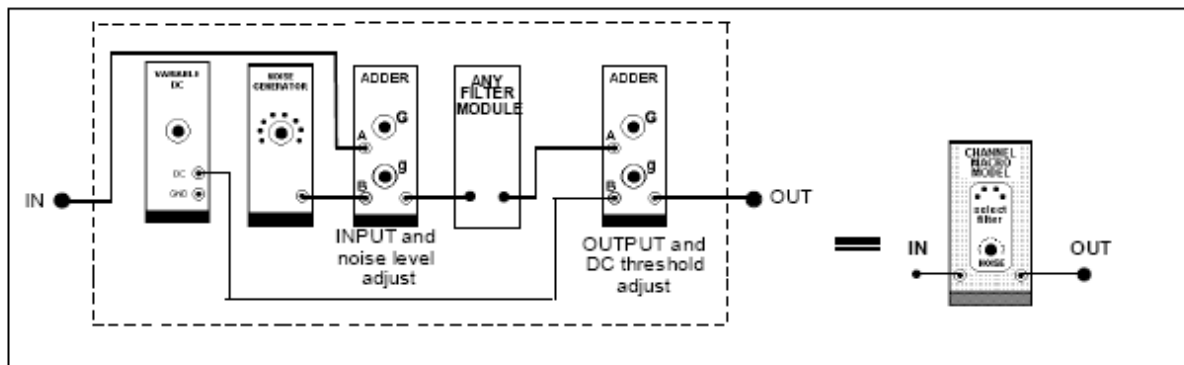 VARIABLE
DC
DC
GND
NOISE
GENERATOR
ADDER
G
A
g
B
ANY
FILTER
MODULE
ADDER
G
A
g
B
IN
OUT
INPUT and
noise level
adjust
OUTPUT and
DC threshold
adjust
CHANNEL
MACRO
MODEL
select
filter
NOISE
=
IN
OUT